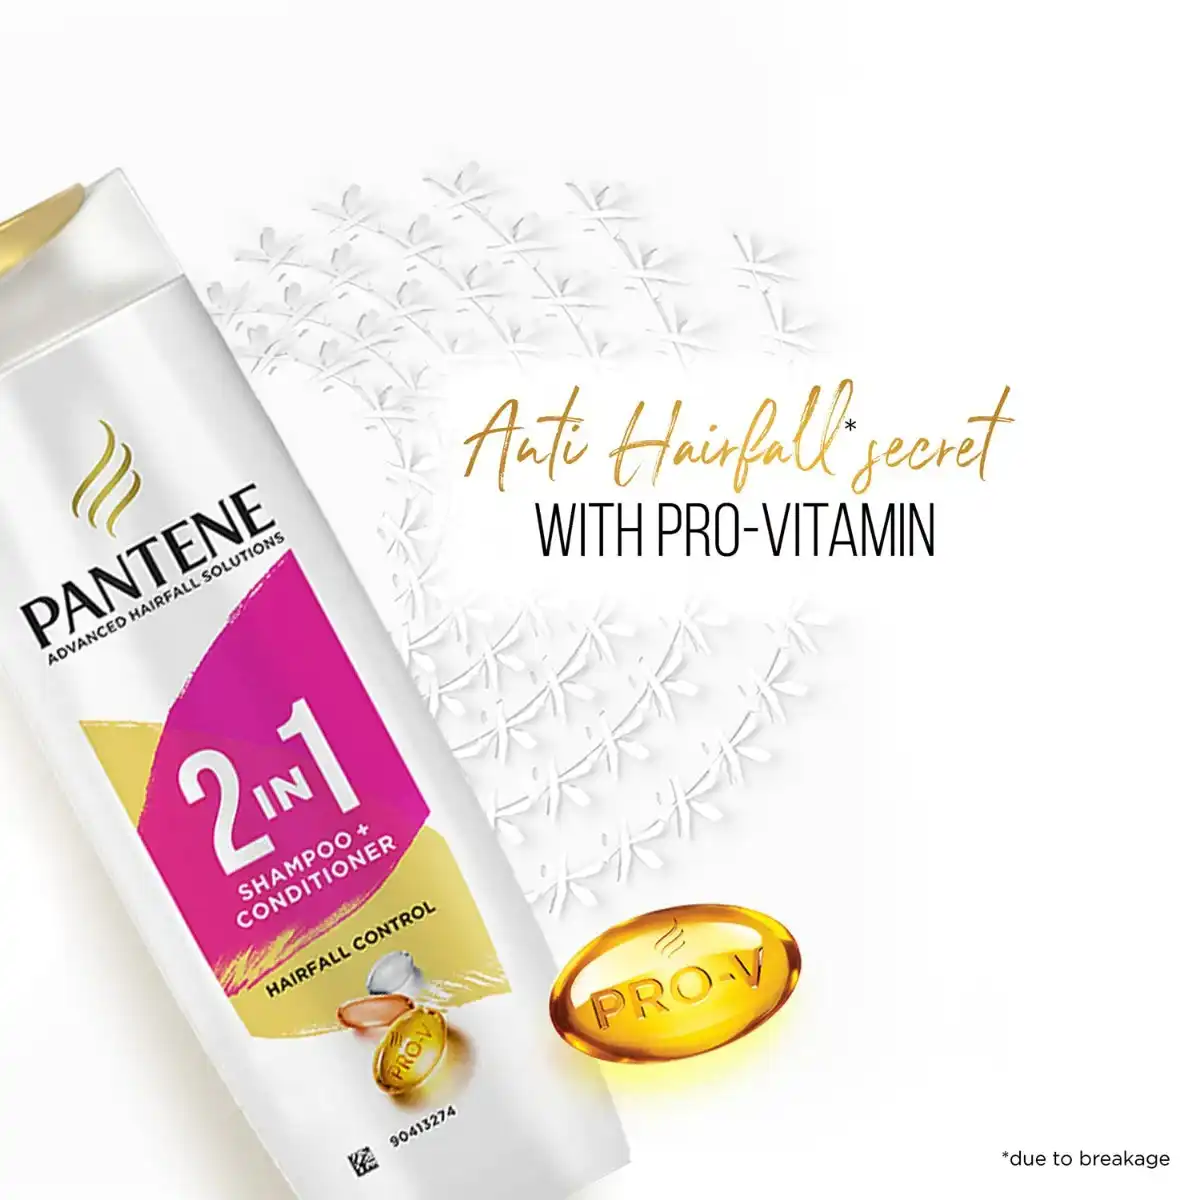 Anti Hairfall* secret
WITH PRO-VITAMIN
PANTENE
ADVANCED HAIRFALL SOLUTIONS
2 IN 1
SHAMPOO +
CONDITIONER
HAIRFALL CONTROL
PRO-V
90413274
PRO-V
*due to breakage